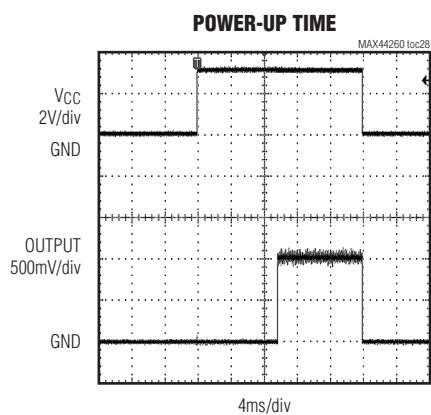 POWER-UP TIME
MAX44260 toc28
VCC
2V/div
GND
OUTPUT
500mV/div
GND
4ms/div